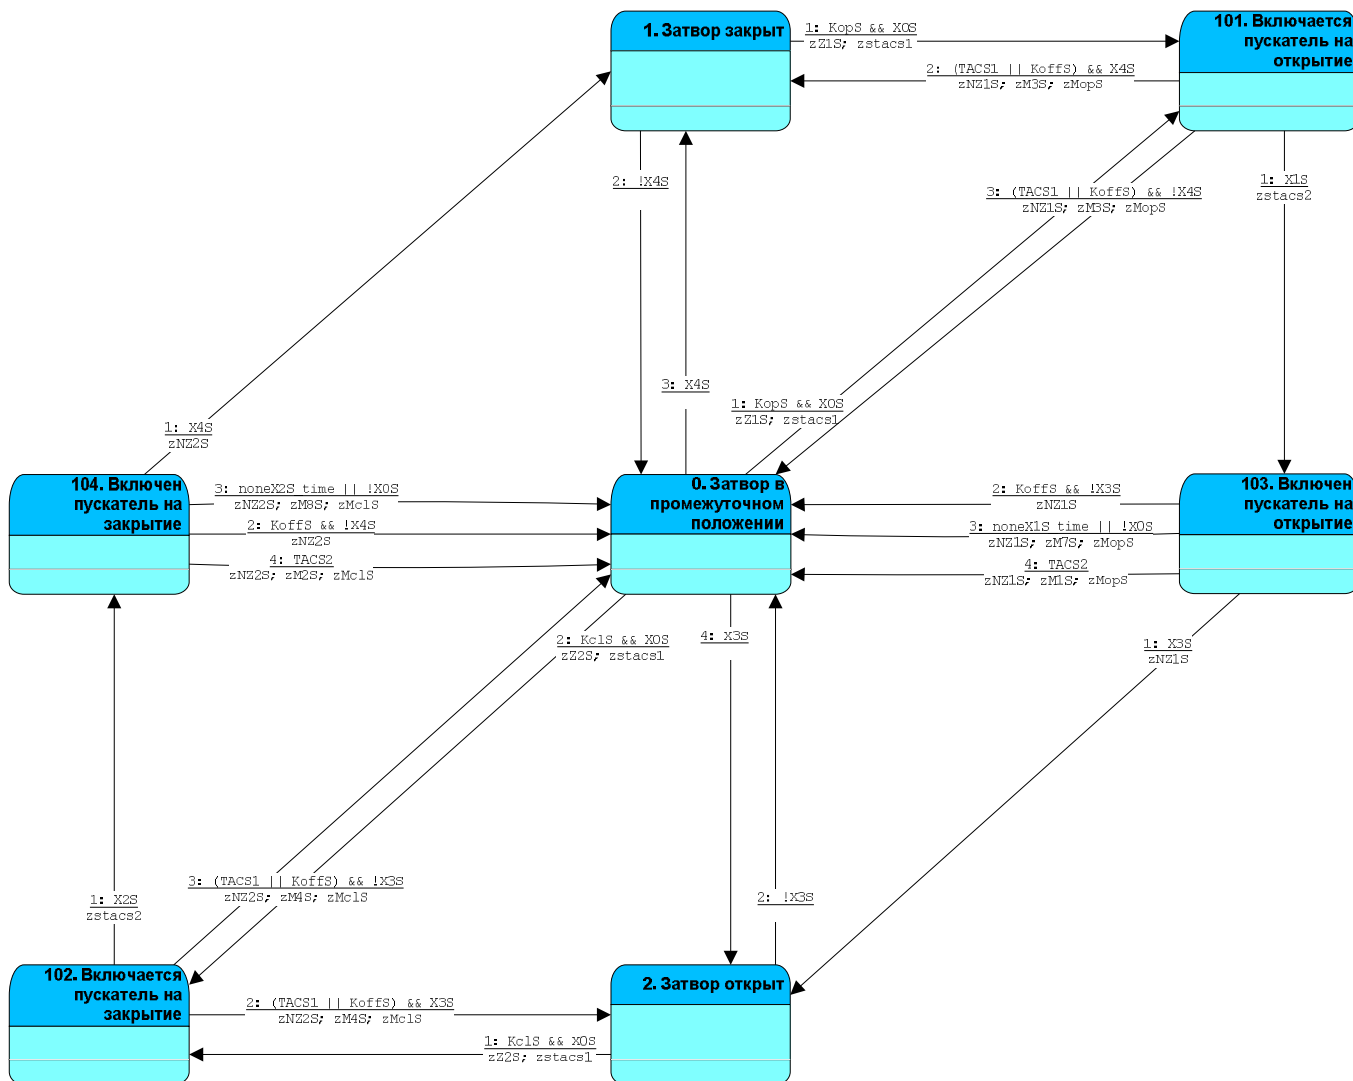 1. Затвор закрыт
1: KopS && X0S
zZ1S; zstacs1
101. Включается
пускатель на
открытие
2: (TACS1 || KoffS) && X4S
zNZ1S; zM3S; zMopS
2: !X4S
3: (TACS1 || KoffS) && !X4S
zNZ1S; zM3S; zMopS
1: X1S
zstacs2
3: X4S
1: KopS && X0S
zZ1S; zstacs1
1: X4S
zNZ2S
104. Включен
пускатель на
закрытие
3: noneX2S time || !X0S
zNZ2S; zM8S; zMclS
2: KoffS && !X4S
zNZ2S
4: TACS2
zNZ2S; zM2S; zMclS
0. Затвор в
промежуточном
положении
2: KoffS && !X3S
zNZ1S
3: noneX1S time || !X0S
zNZ1S; zM7S; zMopS
4: TACS2
zNZ1S; zM1S; zMopS
103. Включен
пускатель на
открытие
2: KclS && X0S
zZ2S; zstacs1
4: X3S
1: X3S
zNZ1S
3: (TACS1 || KoffS) && !X3S
zNZ2S; zM4S; zMclS
1: X2S
zstacs2
2: !X3S
102. Включается
пускатель на
закрытие
2: (TACS1 || KoffS) && X3S
zNZ2S; zM4S; zMclS
1: KclS && X0S
zZ2S; zstacs1
2. Затвор открыт